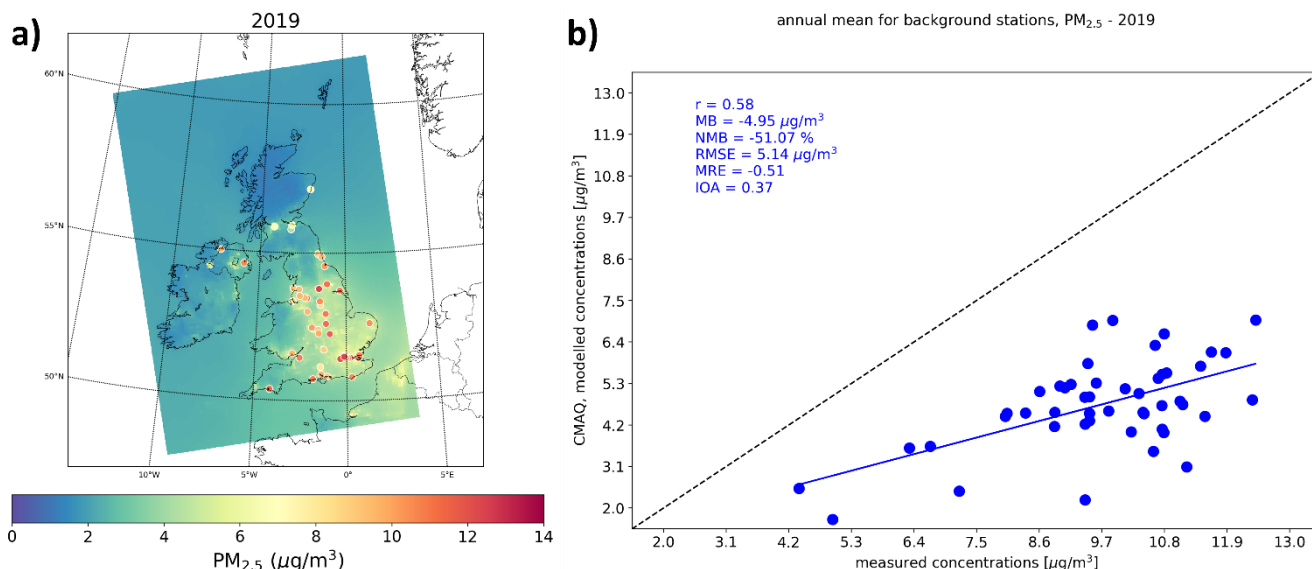 a)
2019
60°N
55°N
50°N
10°W
5°W
0°
5°E
0 2 4 6 8 10 12 14
PM2.5 (μg/m³)
b)
annual mean for background stations, PM2.5 - 2019
r = 0.58
MB = -4.95 μg/m³
NMB = -51.07 %
RMSE = 5.14 μg/m³
MRE = -0.51
IOA = 0.37
CMAQ, modelled concentrations [μg/m³]
13.0
11.9
10.8
9.7
8.6
7.5
6.4
5.3
4.2
3.1
2.0
2.0 3.1 4.2 5.3 6.4 7.5 8.6 9.7 10.8 11.9 13.0
measured concentrations [μg/m³]